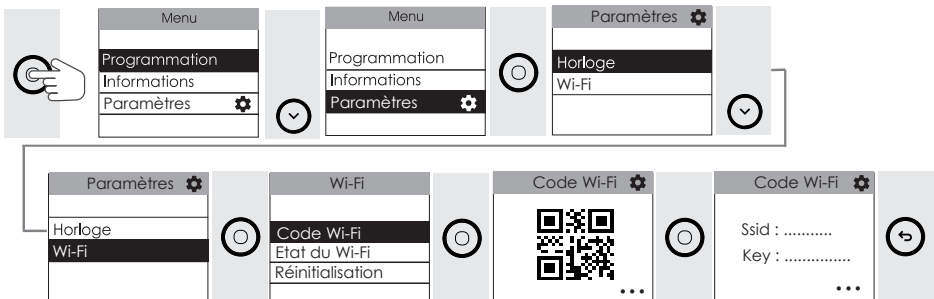 Menu
Programmation
Informations
Paramètres
Menu
Programmation
Informations
Paramètres
Paramètres
Horloge
Wi-Fi
Paramètres
Horloge
Wi-Fi
Wi-Fi
Code Wi-Fi
Etat du Wi-Fi
Réinitialisation
Code Wi-Fi
...
Code Wi-Fi
Ssid : ...........
Key : ...............
...